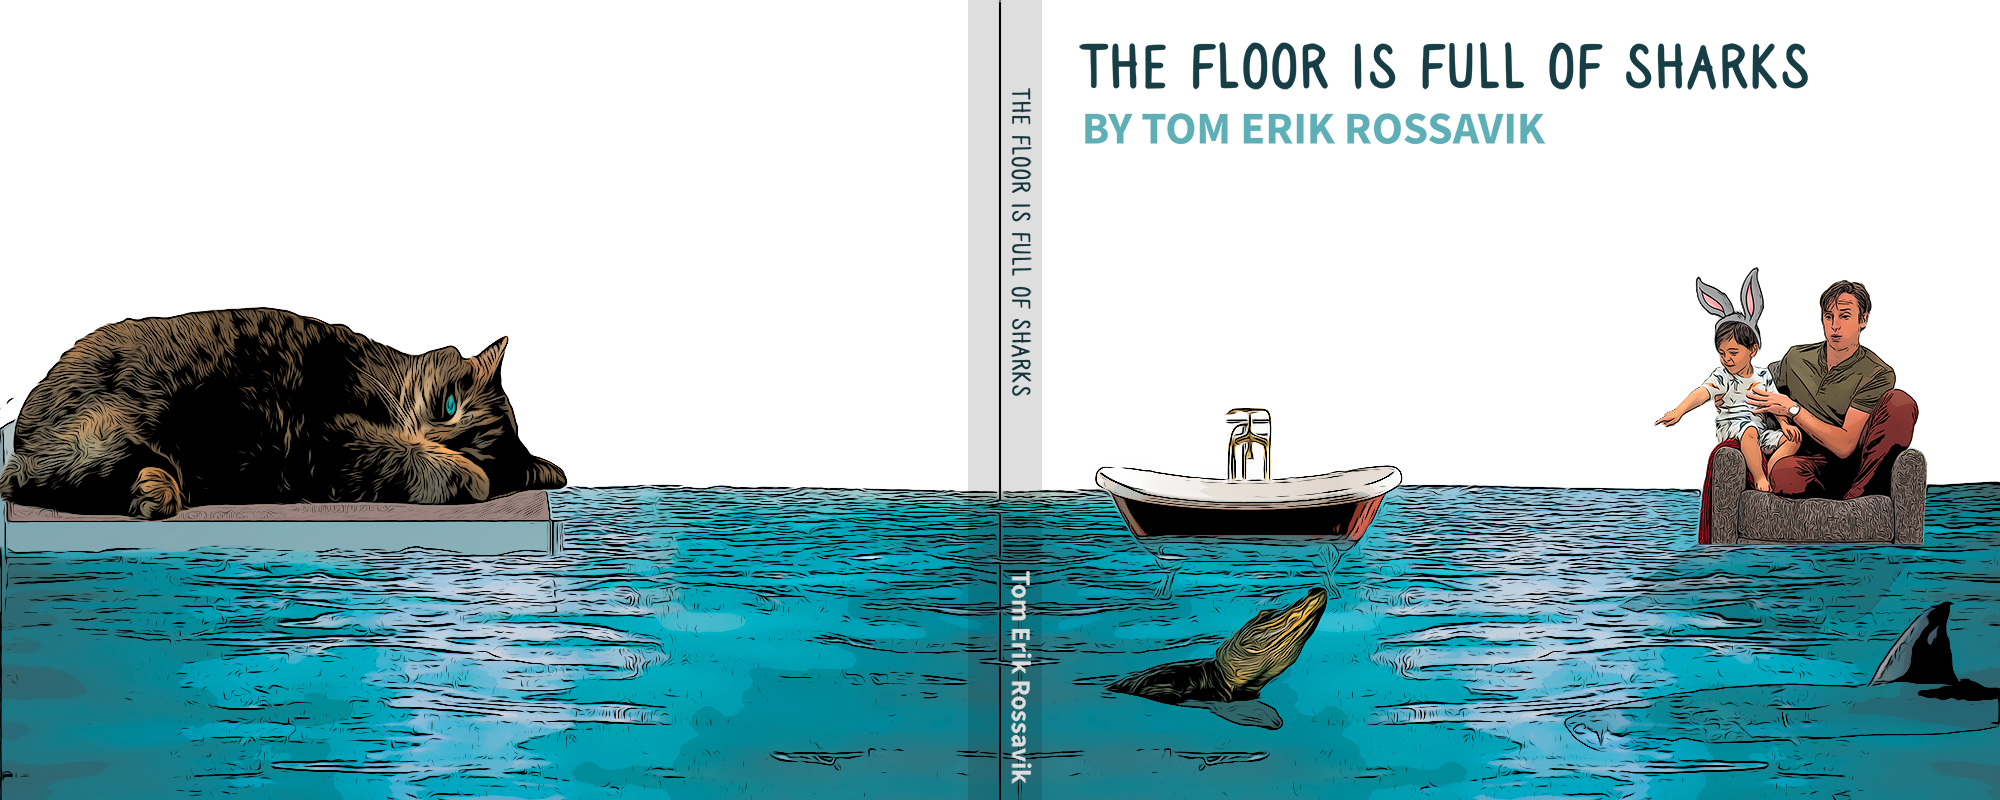 THE FLOOR IS FULL OF SHARKS
BY TOM ERIK ROSSAVIK
THE FLOOR IS FULL OF SHARKS
Tom Erik Rossavik